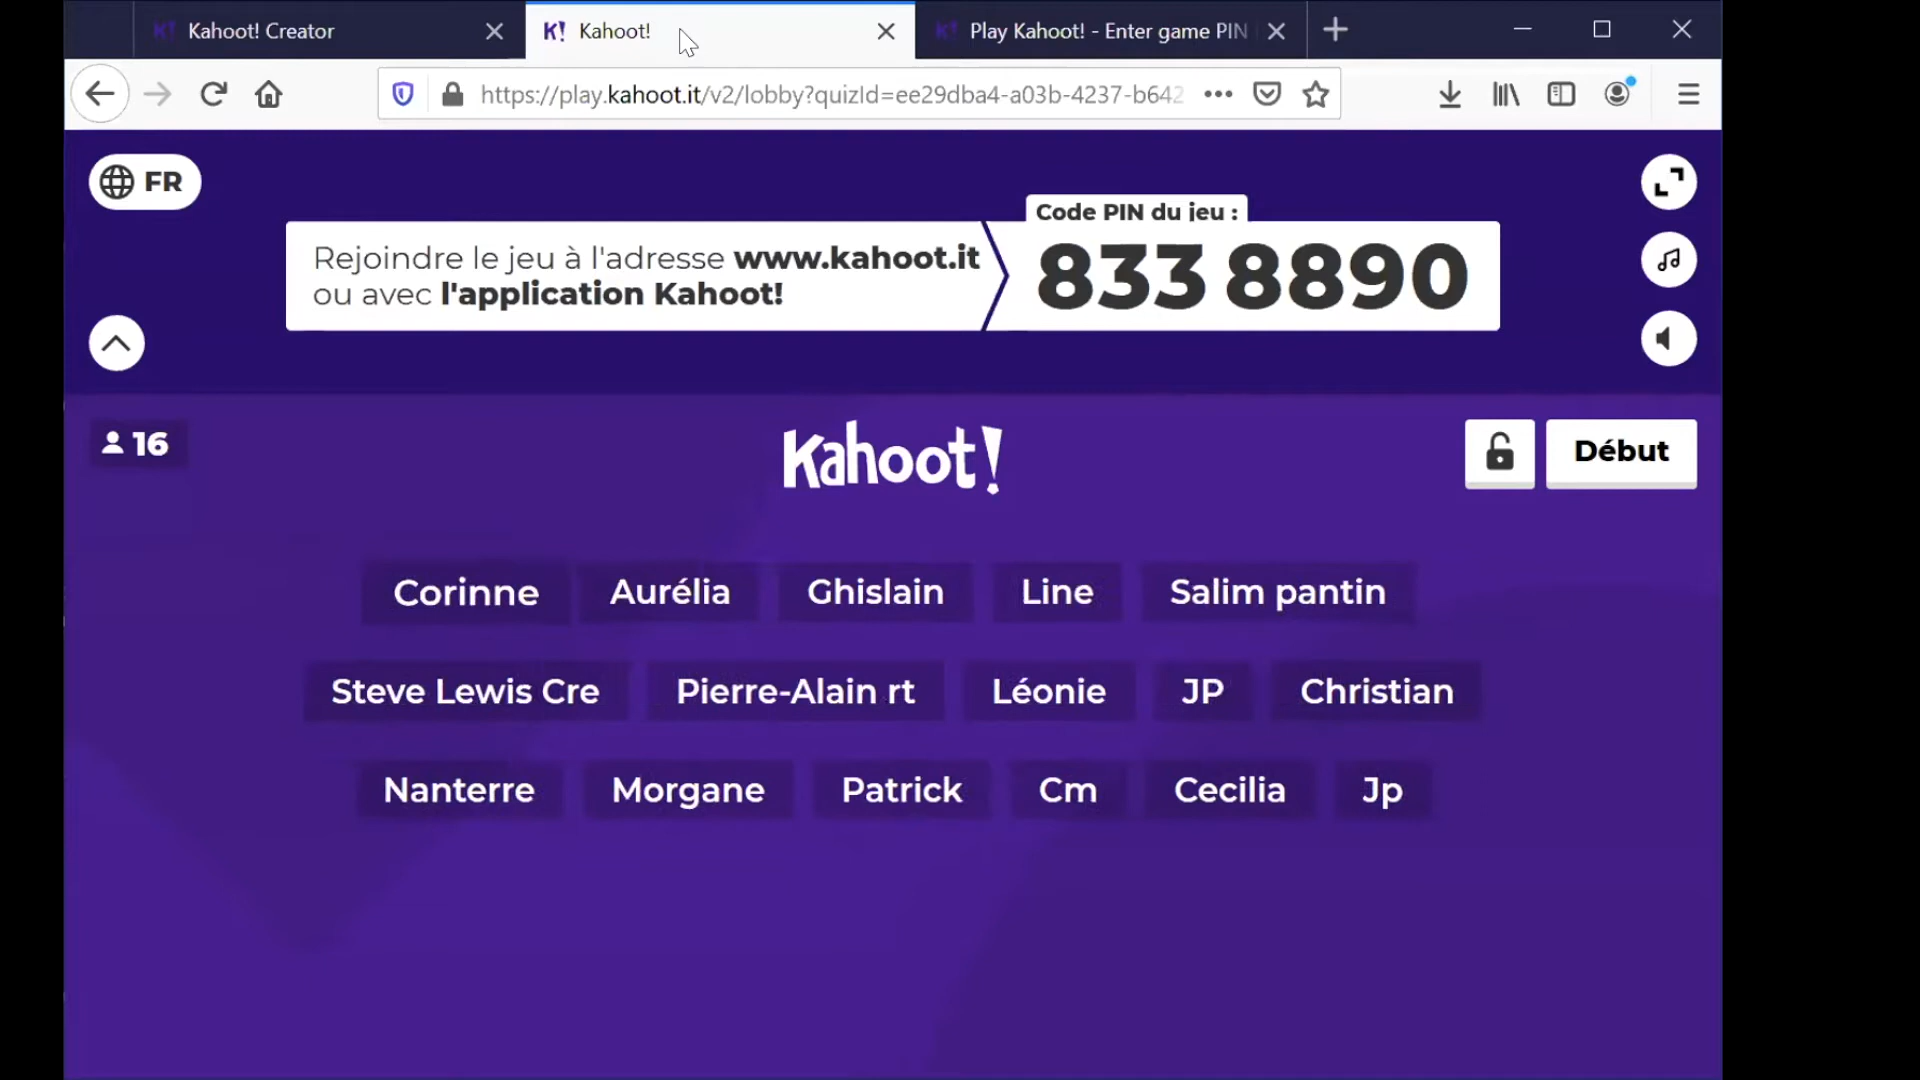 Kahoot! Creator
Kahoot!
Play Kahoot! - Enter game PIN
https://play.kahoot.it/v2/lobby?quizId=ee29dba4-a03b-4237-b642
FR
Code PIN du jeu :
Rejoindre le jeu à l'adresse www.kahoot.it
ou avec l'application Kahoot!
833 8890
16
Kahoot!
Début
Corinne Aurélia Ghislain Line Salim pantin
Steve Lewis Cre Pierre-Alain rt Léonie JP Christian
Nanterre Morgane Patrick Cm Cecilia Jp